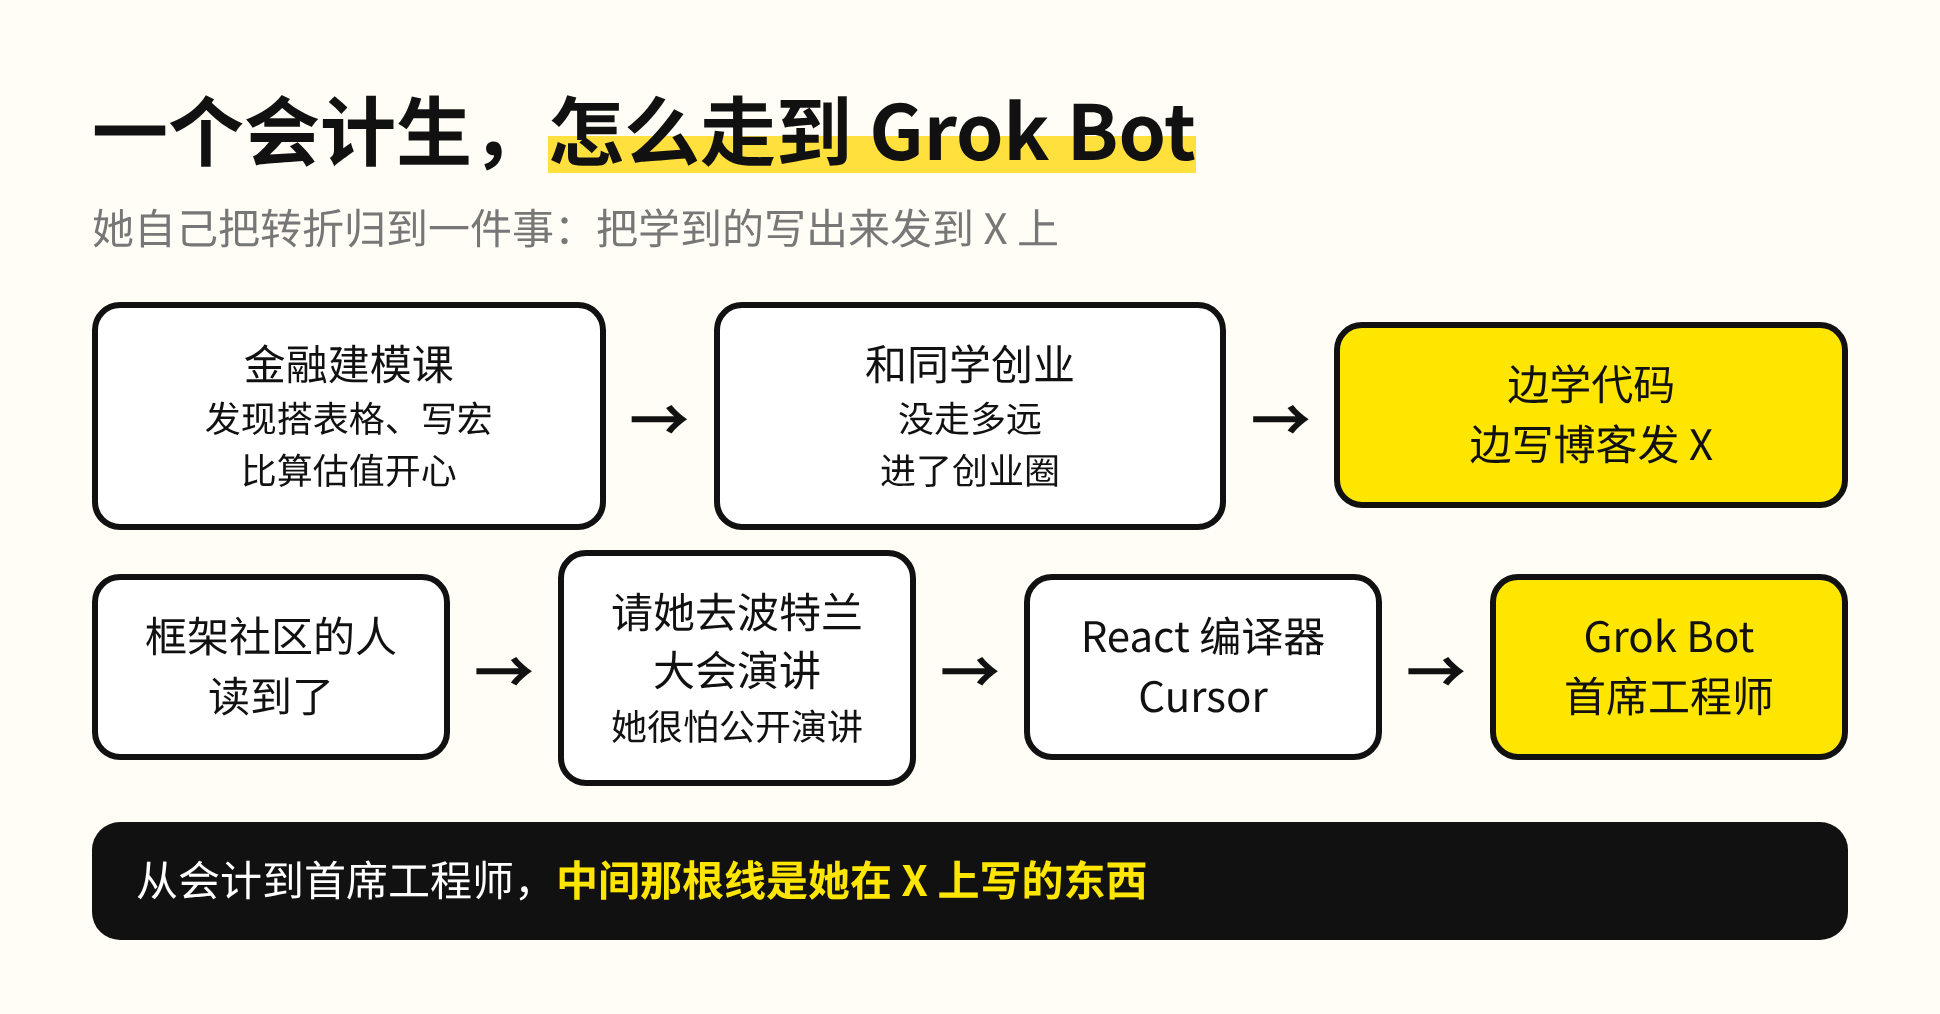 一个会计生，怎么走到 Grok Bot
她自己把转折归到一件事：把学到的写出来发到 X 上
金融建模课
发现搭表格、写宏
比算估值开心
→
和同学创业
没走多远
进了创业圈
→
边学代码
边写博客发 X
框架社区的人
读到了
→
请她去波特兰
大会演讲
她很怕公开演讲
→
React 编译器
Cursor
→
Grok Bot
首席工程师
从会计到首席工程师，中间那根线是她在 X 上写的东西